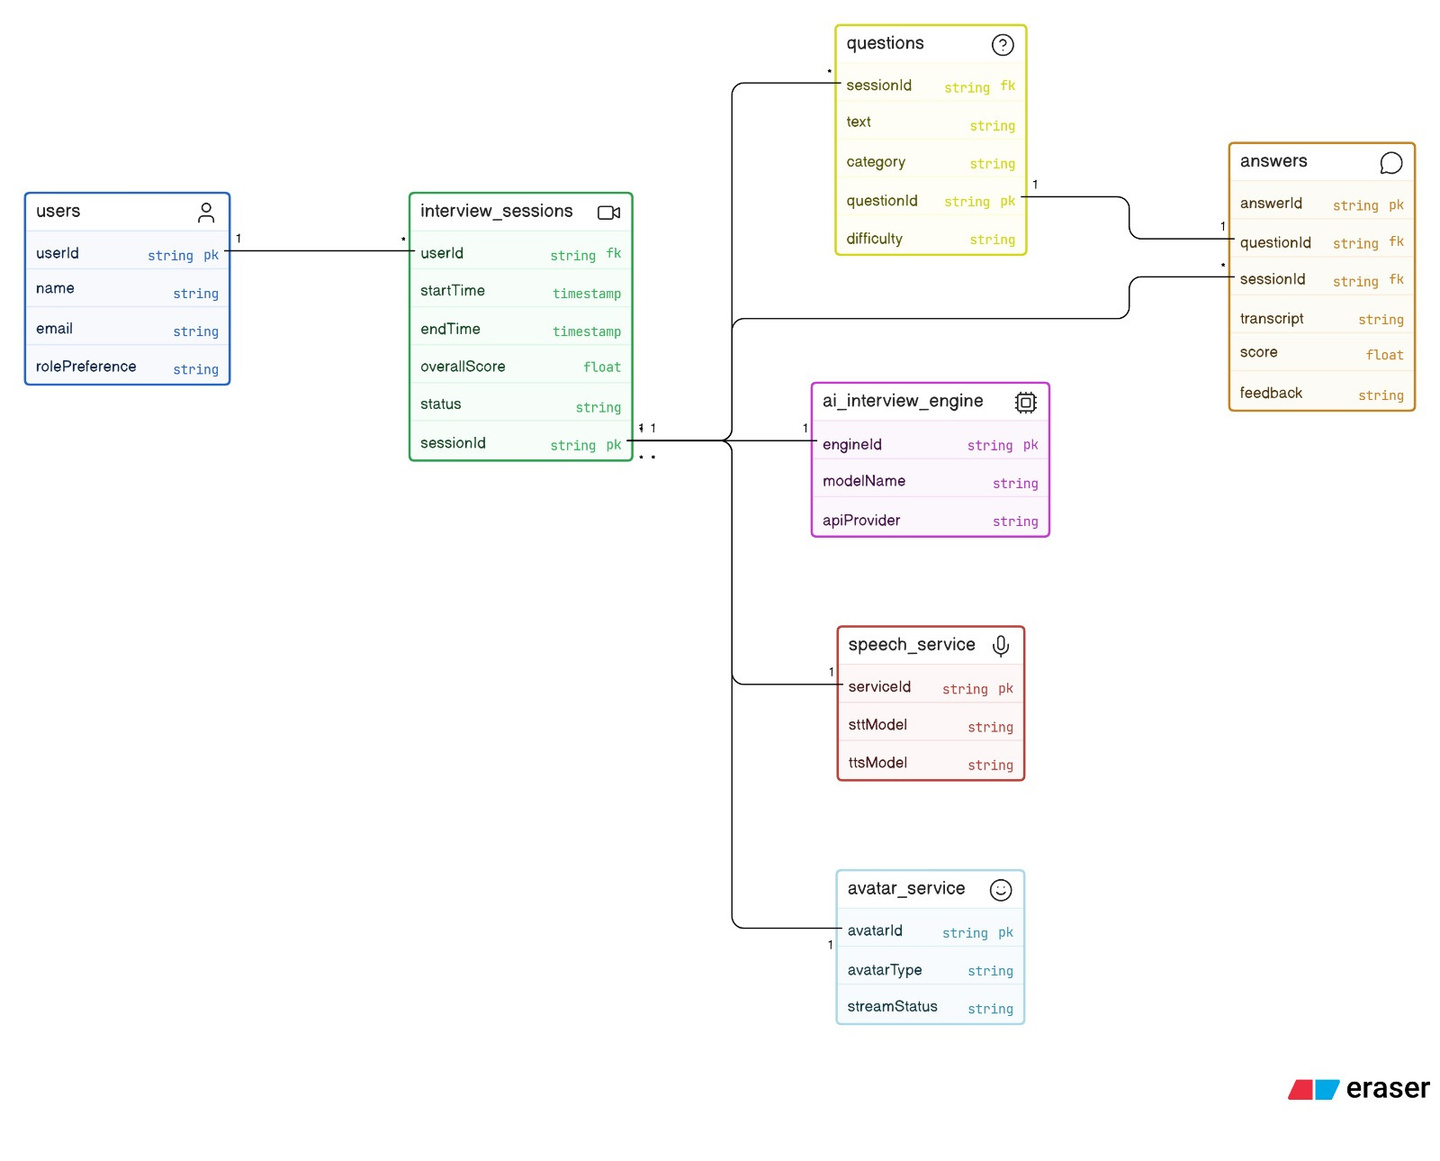 users
userId string pk
name string
email string
rolePreference string
1
*
interview_sessions
userId string fk
startTime timestamp
endTime timestamp
overallScore float
status string
sessionId string pk
1 1
* *
*
questions
sessionId string fk
text string
category string
questionId string pk
difficulty string
1
1
*
answers
answerId string pk
questionId string fk
sessionId string fk
transcript string
score float
feedback string
1
ai_interview_engine
engineId string pk
modelName string
apiProvider string
1
speech_service
serviceId string pk
sttModel string
ttsModel string
1
avatar_service
avatarId string pk
avatarType string
streamStatus string
eraser